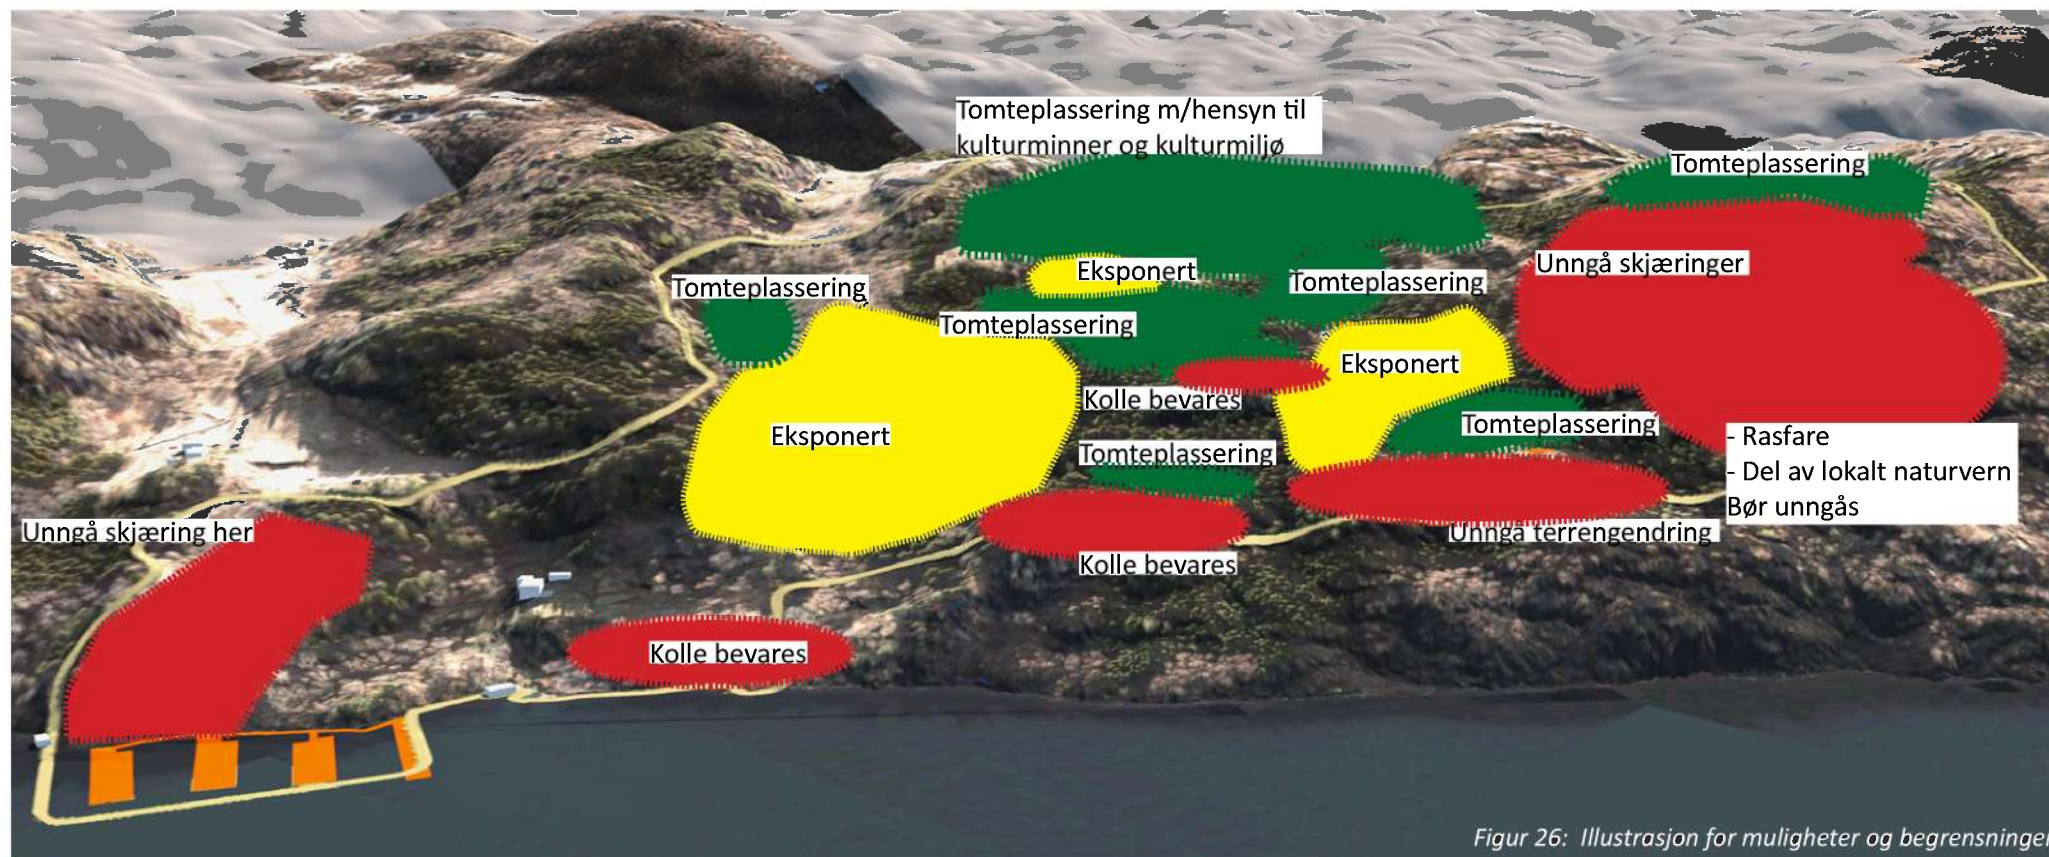 Tomteplassering m/hensyn til
kulturminner og kulturmiljø
Tomteplassering
Unngå skjæringer
Eksponert
Tomteplassering
Tomteplassering
Tomteplassering
Eksponert
Kolle bevares
Eksponert
Tomteplassering
Tomteplassering
- Rasfare
- Del av lokalt naturvern
Bør unngås
Unngå skjæring her
Unngå terrengendring
Kolle bevares
Kolle bevares
Figur 26: Illustrasjon for muligheter og begrensninger